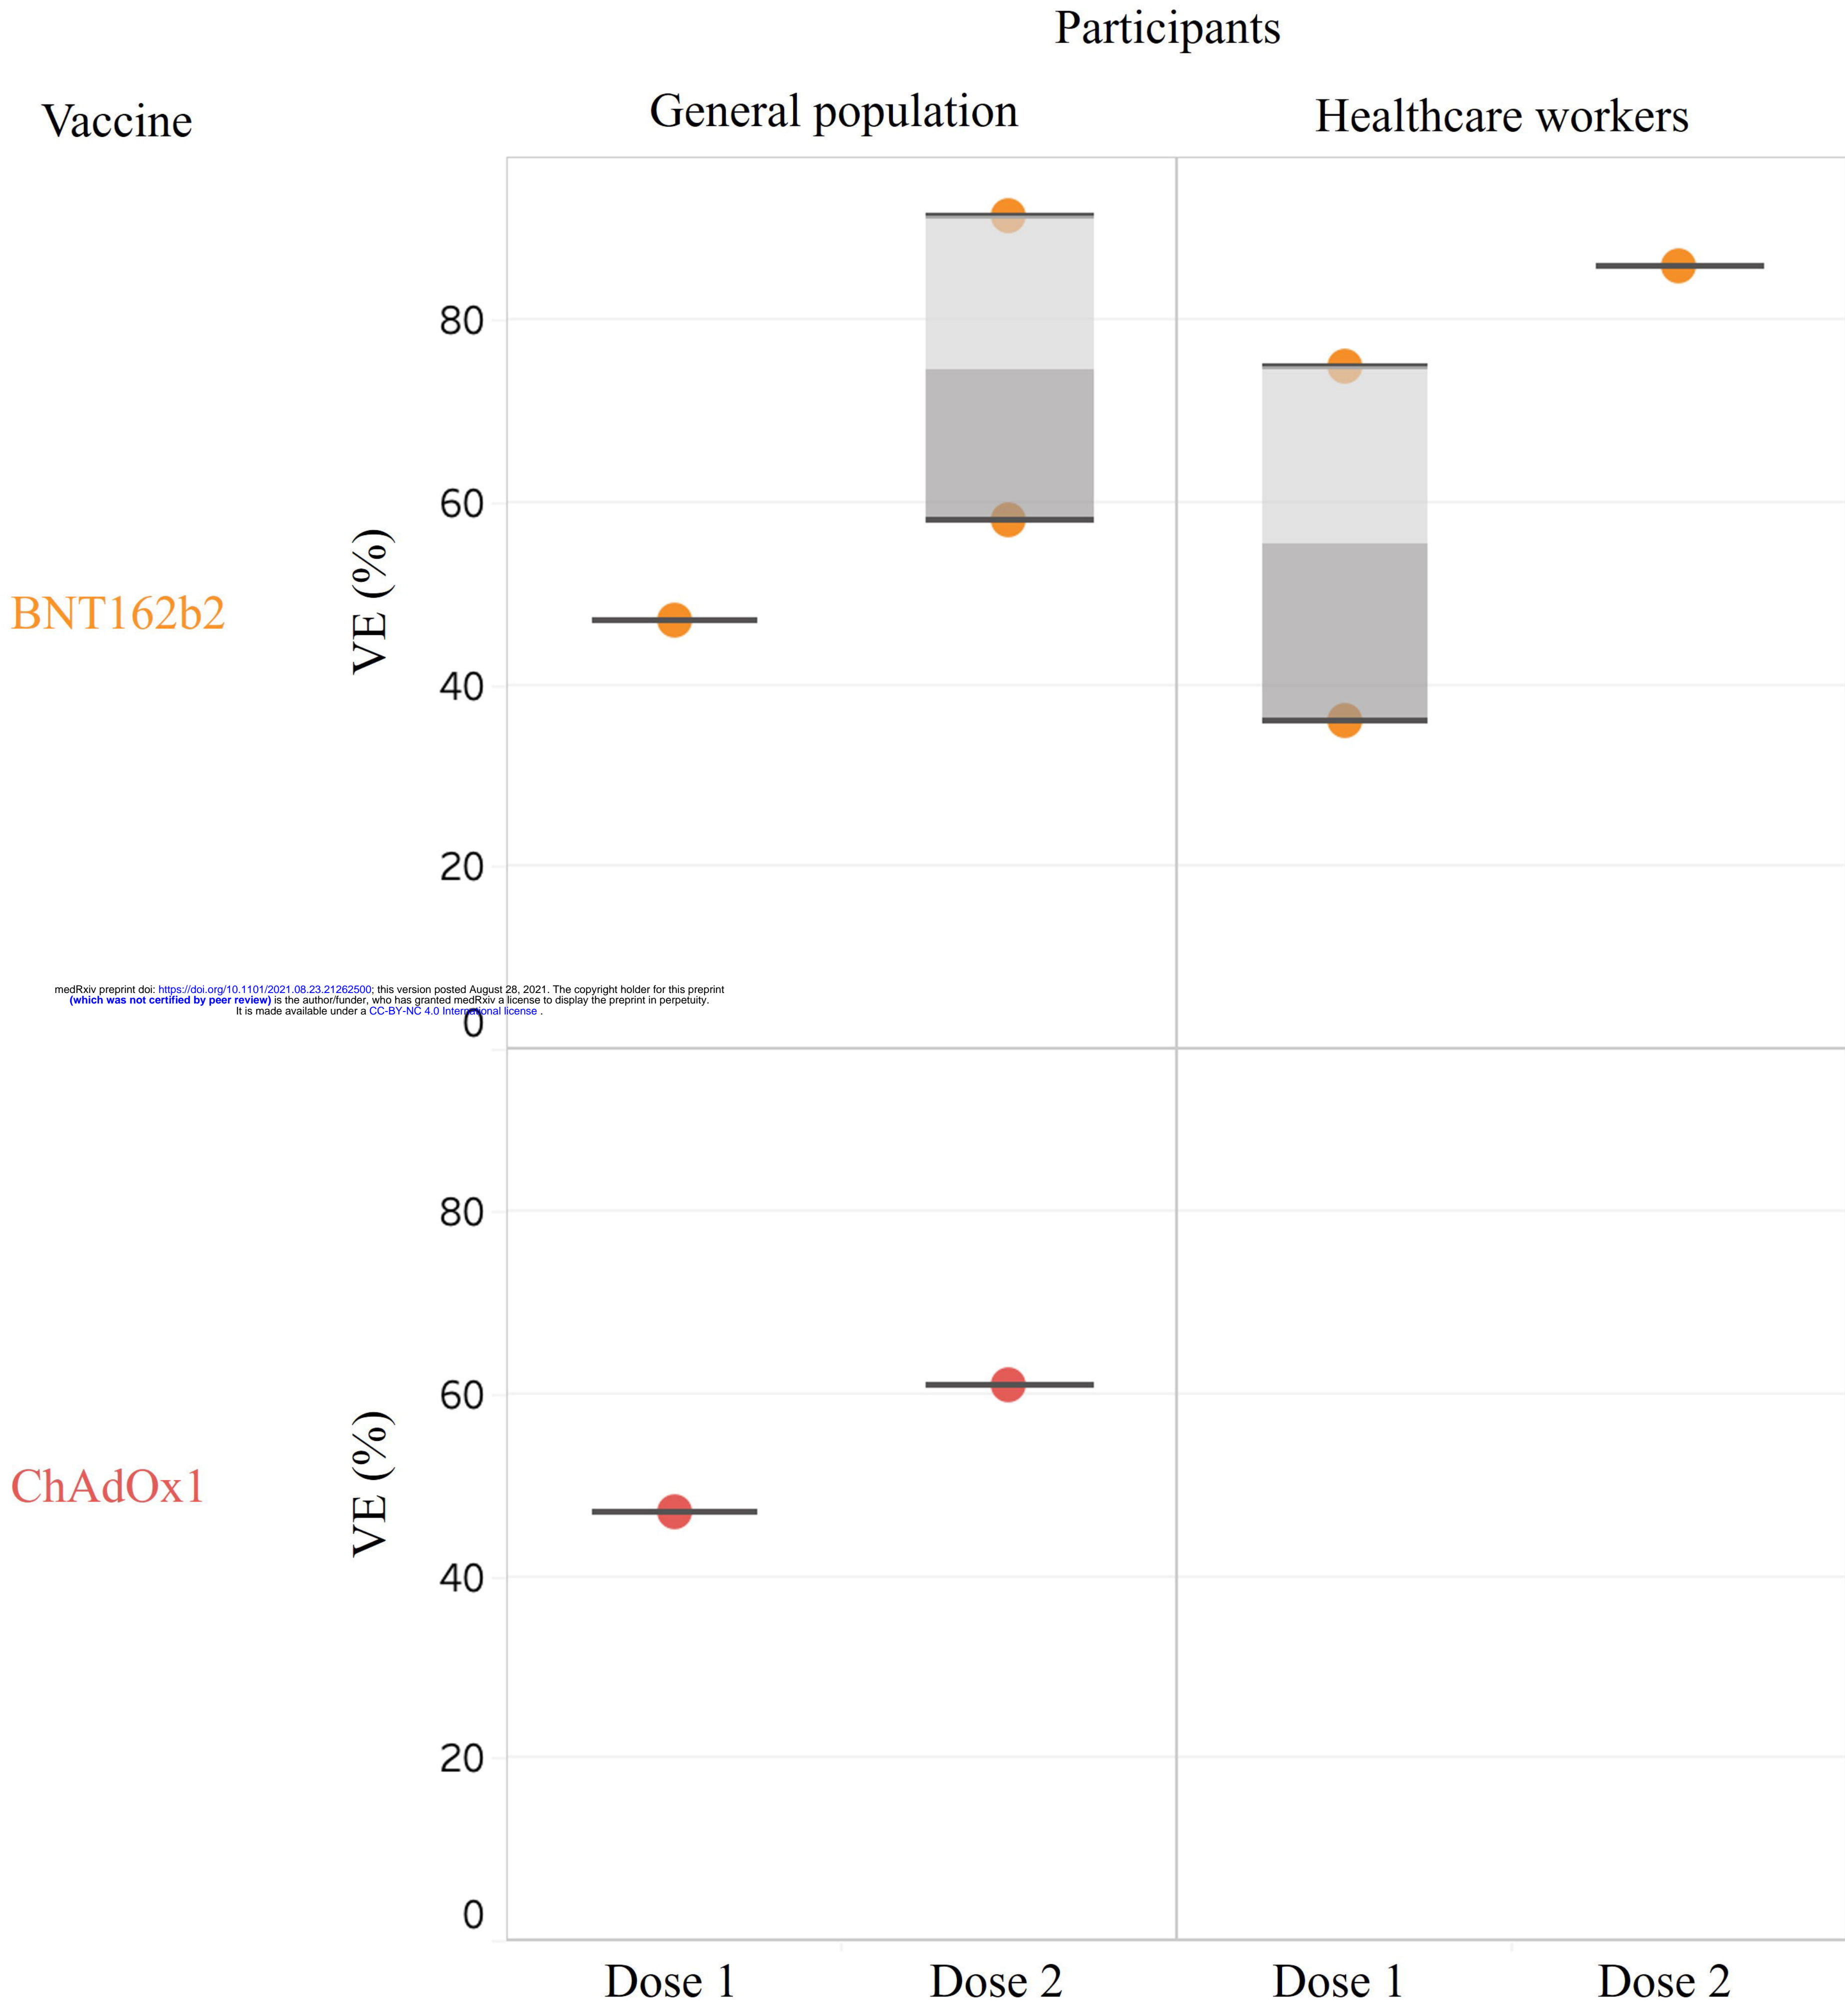 Participants
Vaccine
General population
Healthcare workers
80
60
40
20
0
VE (%)
BNT162b2
medRxiv preprint doi: https://doi.org/10.1101/2021.08.23.21262500; this version posted August 28, 2021. The copyright holder for this preprint
(which was not certified by peer review) is the author/funder, who has granted medRxiv a license to display the preprint in perpetuity.
It is made available under a CC-BY-NC 4.0 International license .
80
60
40
20
0
VE (%)
ChAdOx1
Dose 1
Dose 2
Dose 1
Dose 2